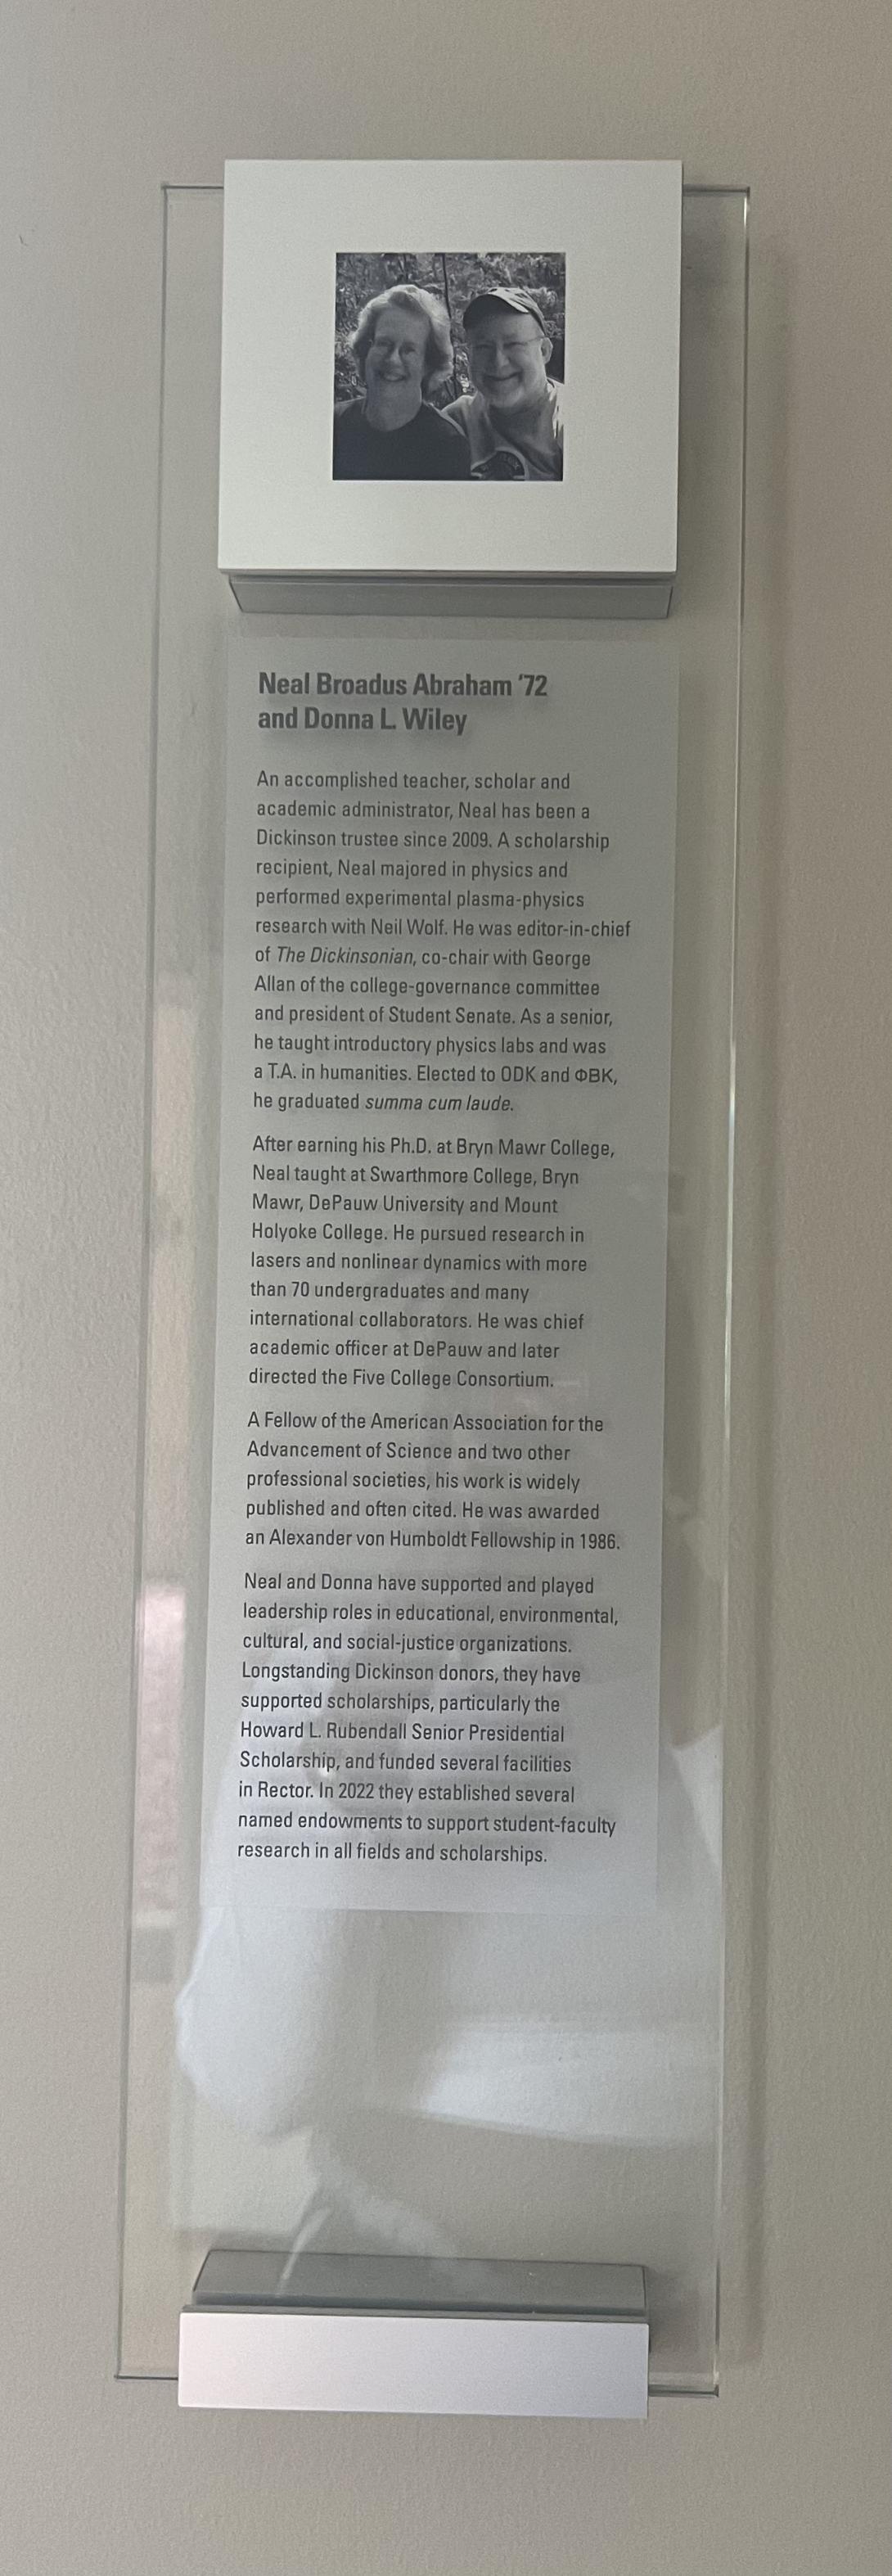 Neal Broadus Abraham '72
and Donna L. Wiley
An accomplished teacher, scholar and
academic administrator, Neal has been a
Dickinson trustee since 2009. A scholarship
recipient, Neal majored in physics and
performed experimental plasma-physics
research with Neil Wolf. He was editor-in-chief
of The Dickinsonian, co-chair with George
Allan of the college-governance committee
and president of Student Senate. As a senior,
he taught introductory physics labs and was
a T.A. in humanities. Elected to ODK and ΦBK,
he graduated summa cum laude.
After earning his Ph.D. at Bryn Mawr College,
Neal taught at Swarthmore College, Bryn
Mawr, DePauw University and Mount
Holyoke College. He pursued research in
lasers and nonlinear dynamics with more
than 70 undergraduates and many
international collaborators. He was chief
academic officer at DePauw and later
directed the Five College Consortium.
A Fellow of the American Association for the
Advancement of Science and two other
professional societies, his work is widely
published and often cited. He was awarded
an Alexander von Humboldt Fellowship in 1986.
Neal and Donna have supported and played
leadership roles in educational, environmental,
cultural, and social-justice organizations.
Longstanding Dickinson donors, they have
supported scholarships, particularly the
Howard L. Rubendall Senior Presidential
Scholarship, and funded several facilities
in Rector. In 2022 they established several
named endowments to support student-faculty
research in all fields and scholarships.